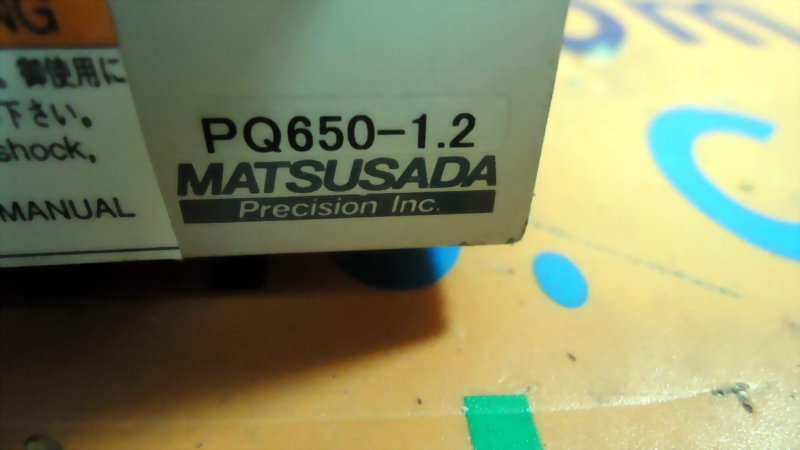 NG
御使用に
下さい。
shock,
MANUAL
PQ650-1.2
MATSUSADA
Precision Inc.